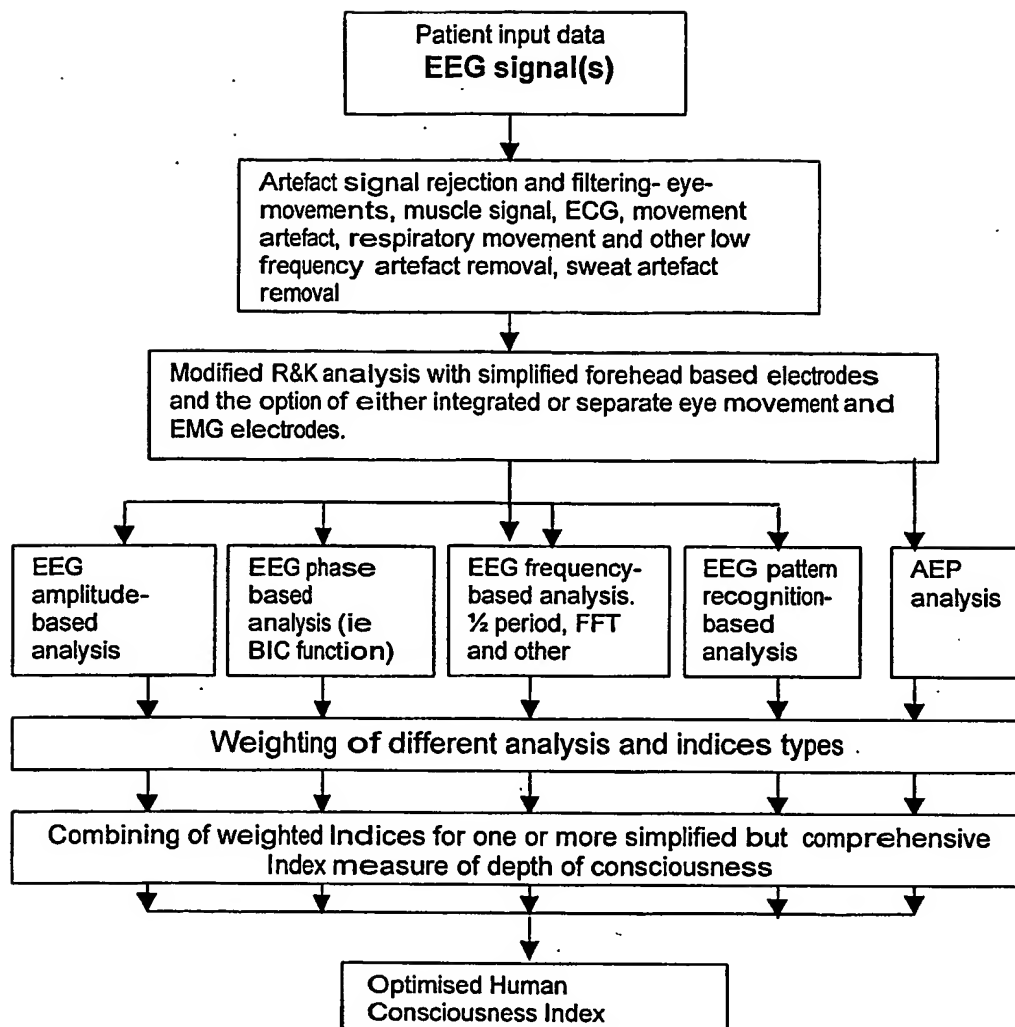 Patient input data
EEG signal(s)
Artefact signal rejection and filtering- eye-
movements, muscle signal, ECG, movement
artefact, respiratory movement and other low
frequency artefact removal, sweat artefact
removal
Modified R&K analysis with simplified forehead based electrodes
and the option of either integrated or separate eye movement and
EMG electrodes.
EEG
amplitude-
based
analysis
EEG phase
based
analysis (ie
BIC function)
EEG frequency-
based analysis.
½ period, FFT
and other
EEG pattern
recognition-
based
analysis
AEP
analysis
Weighting of different analysis and indices types
Combining of weighted Indices for one or more simplified but comprehensive
Index measure of depth of consciousness
Optimised Human
Consciousness Index